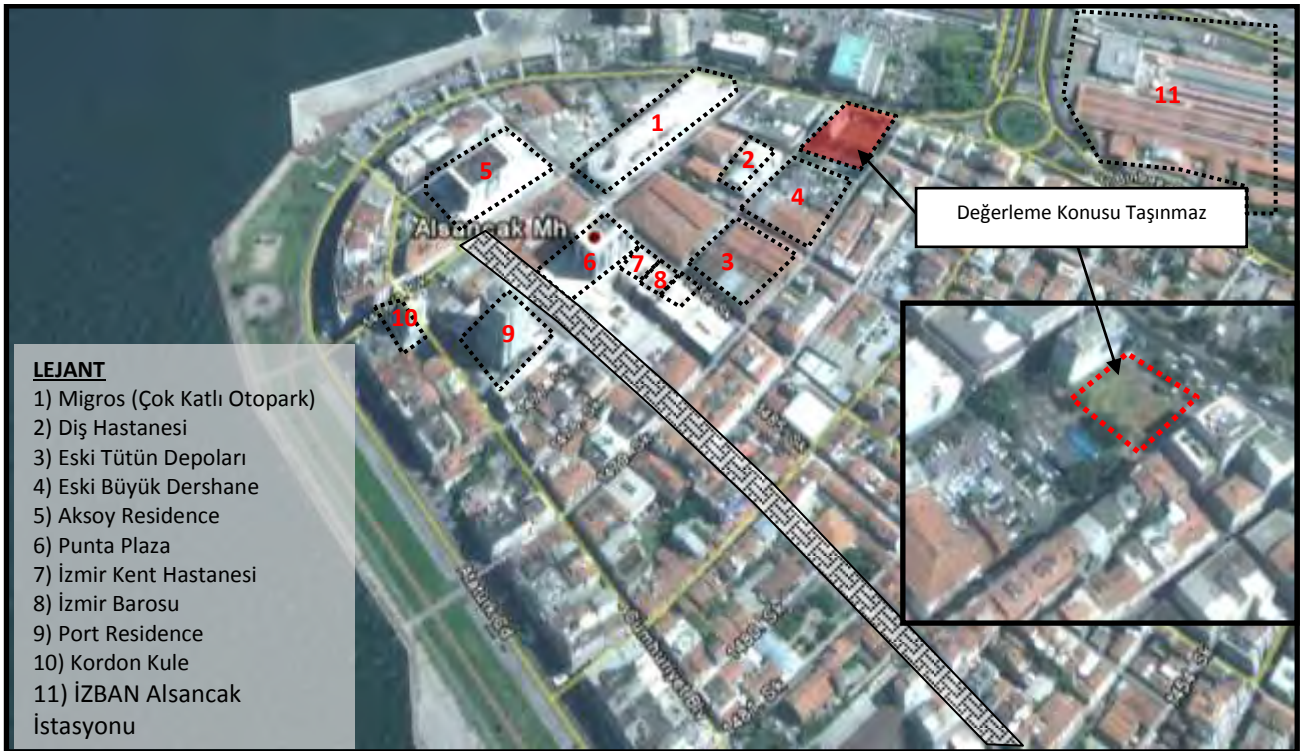 11
1
2
5
4
Değerleme Konusu Taşınmaz
Alsancak Mh
3
6
7
8
10
9
LEJANT
1) Migros (Çok Katlı Otopark)
2) Diş Hastanesi
3) Eski Tütün Depoları
4) Eski Büyük Dershane
5) Aksoy Residence
6) Punta Plaza
7) İzmir Kent Hastanesi
8) İzmir Barosu
9) Port Residence
10) Kordon Kule
11) İZBAN Alsancak
İstasyonu